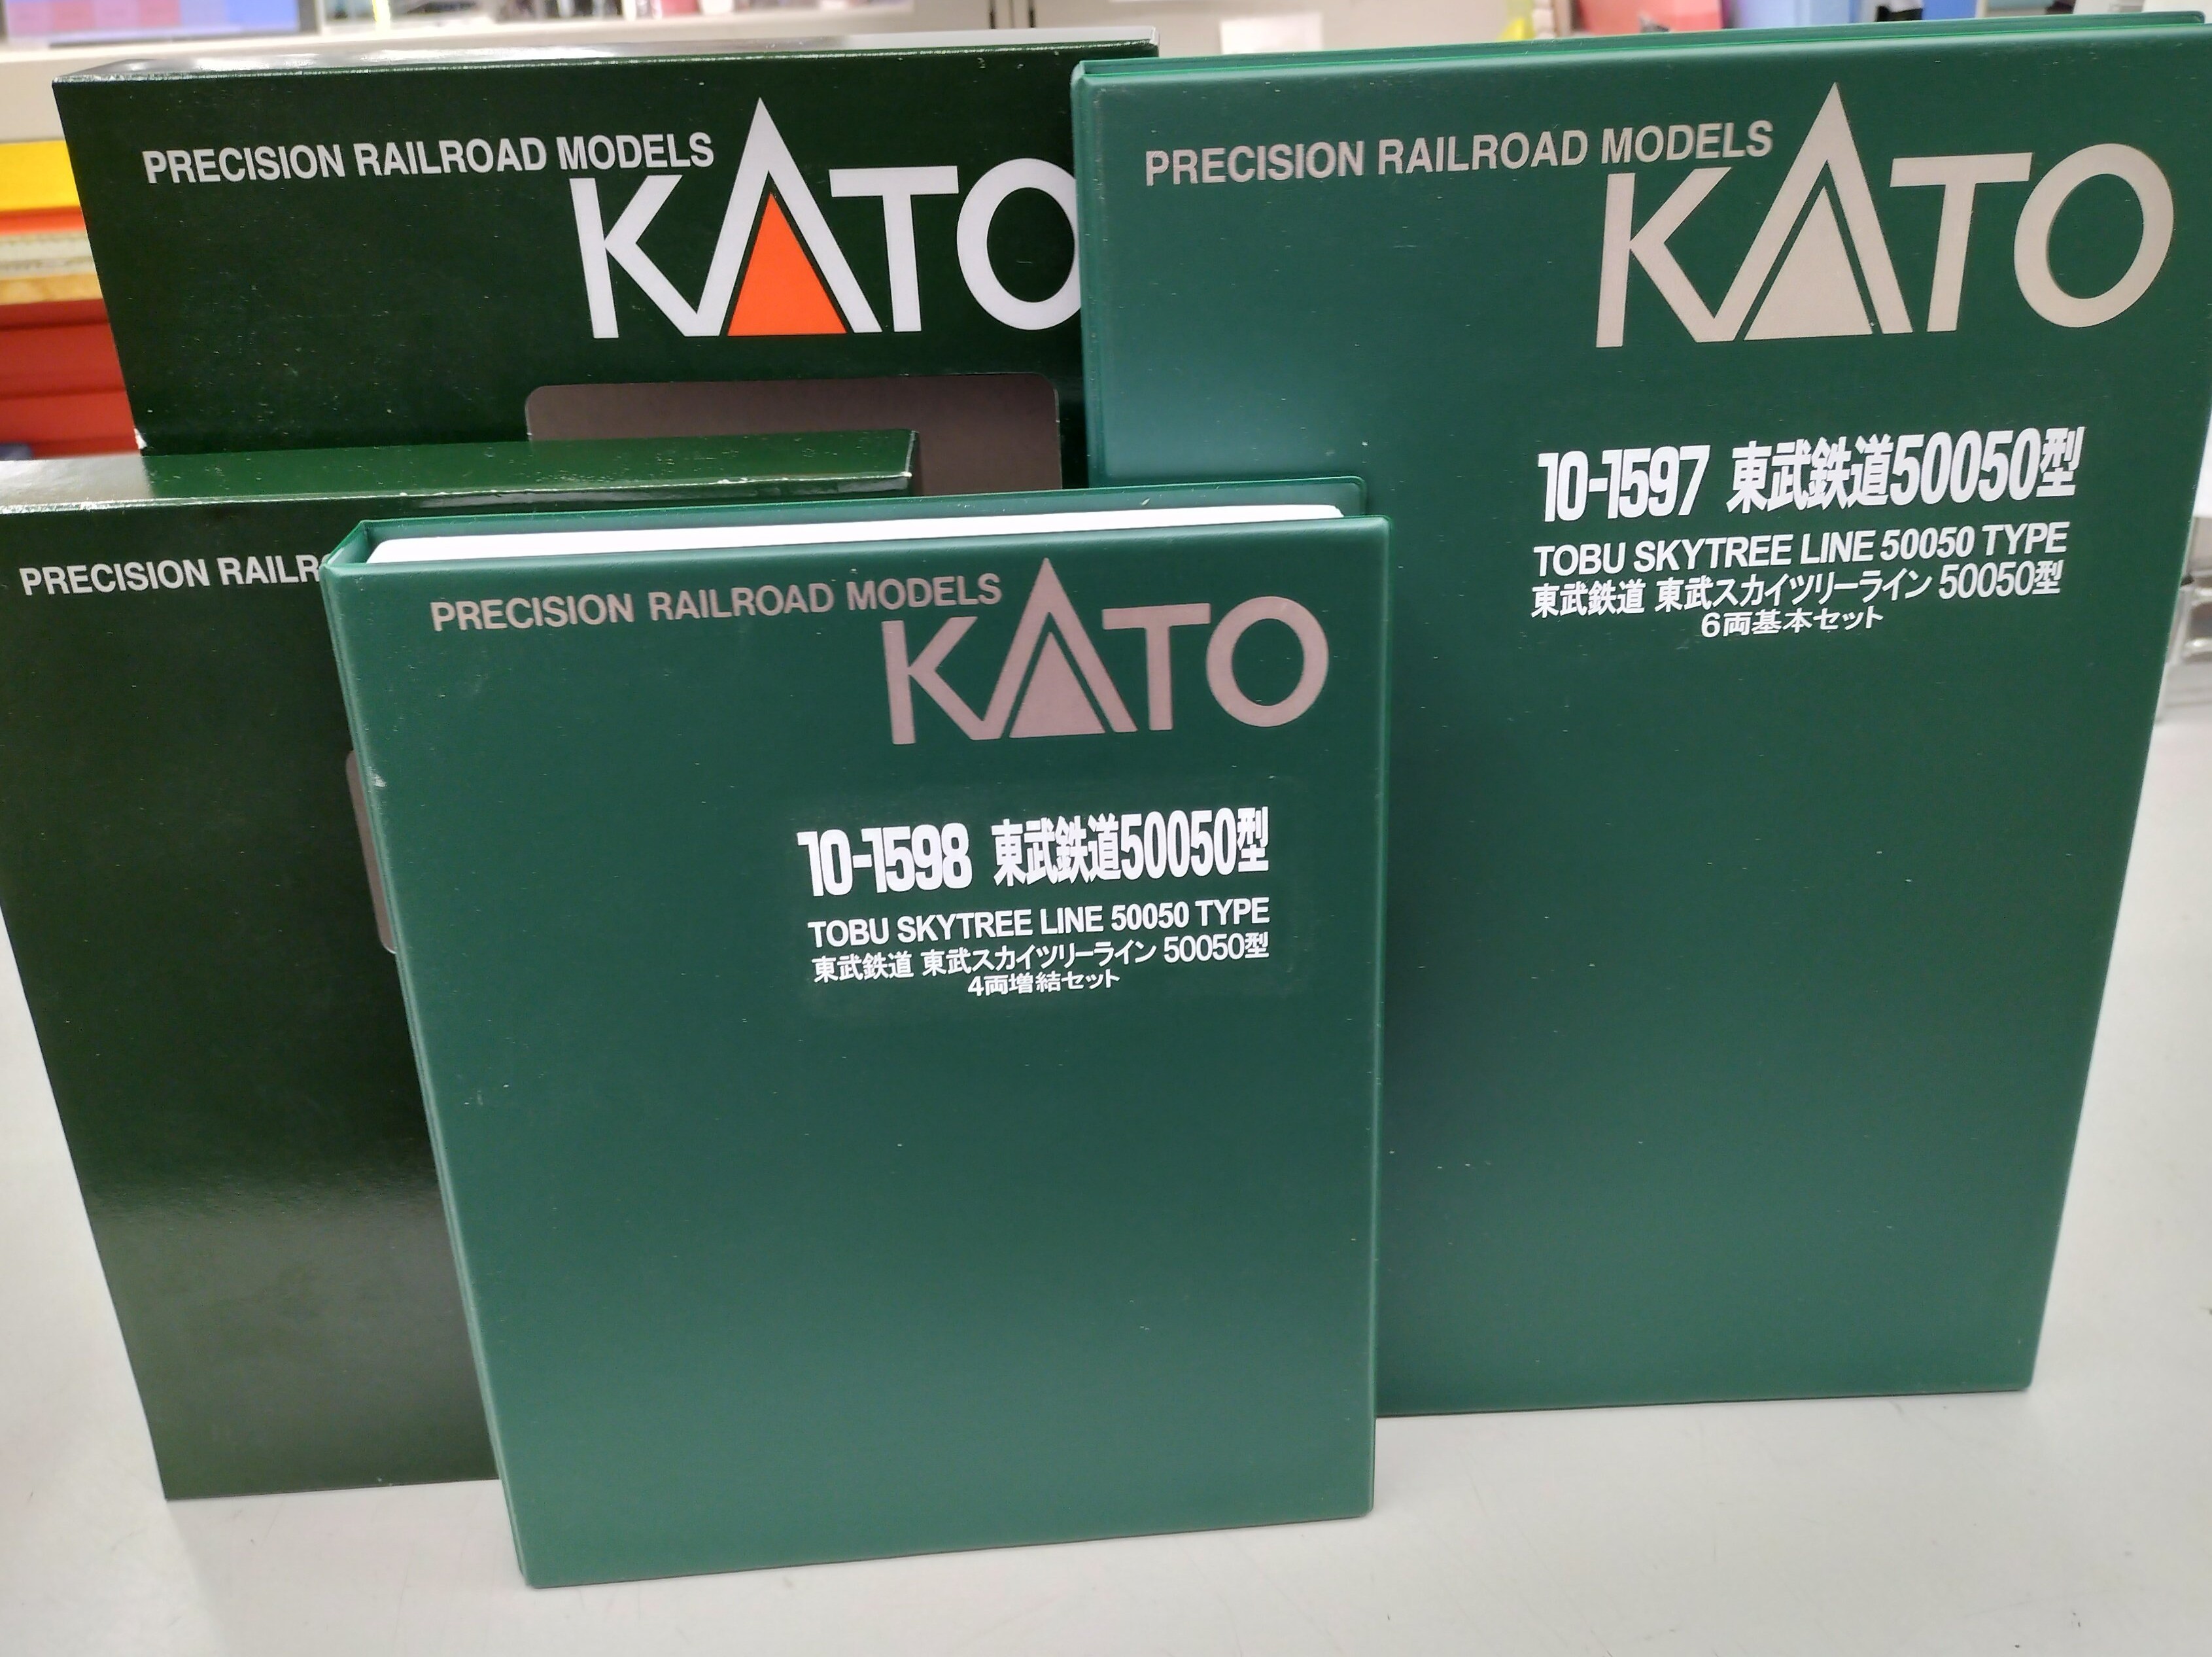 PRECISION RAILROAD MODELS
KATO
PRECISION RAILROAD MODELS
KATO
10-1597 東武鉄道50050型
TOBU SKYTREE LINE 50050 TYPE
東武鉄道 東武スカイツリーライン 50050型
6両基本セット
PRECISION RAILR
PRECISION RAILROAD MODELS
KATO
10-1598 東武鉄道50050型
TOBU SKYTREE LINE 50050 TYPE
東武鉄道 東武スカイツリーライン 50050型
4両増結セット